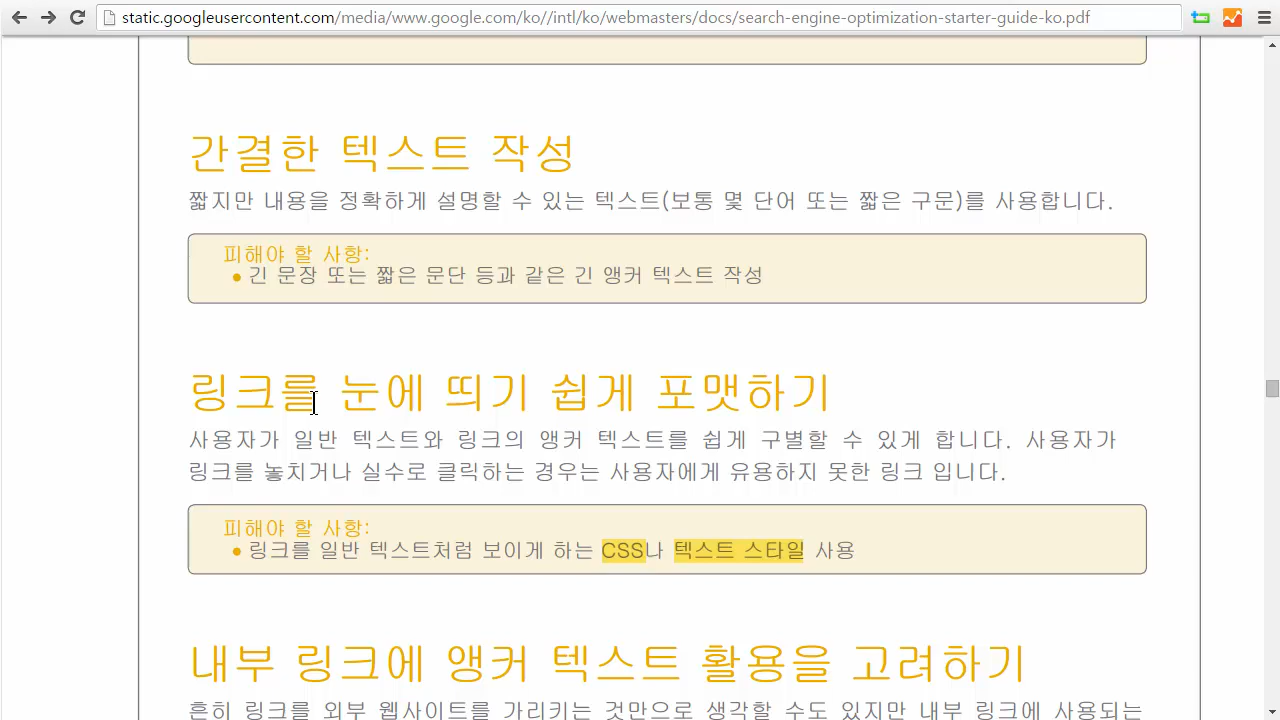 static.googleusercontent.com/media/www.google.com/ko//iml/ko/webmasters/docs/search-engine-optimization-starter-guide-ko.pdf
간결한 텍스트 작성
짧지만 내용을 정확하게 설명할 수 있는 텍스트(보통 몇 단어 또는 짧은 구문)를 사용합니다.
피해야 할 사항:
● 긴 문장 또는 짧은 문단 등과 같은 긴 앵커 텍스트 작성
링크를 눈에 띄기 쉽게 포맷하기
사용자가 일반 텍스트와 링크의 앵커 텍스트를 쉽게 구별할 수 있게 합니다. 사용자가
링크를 놓치거나 실수로 클릭하는 경우는 사용자에게 유용하지 못한 링크 입니다.
피해야 할 사항:
● 링크를 일반 텍스트처럼 보이게 하는 CSS나 텍스트 스타일 사용
내부 링크에 앵커 텍스트 활용을 고려하기
흔히 링크를 외부 웹사이트를 가리키는 것만으로 생각할 수도 있지만 내부 링크에 사용되는